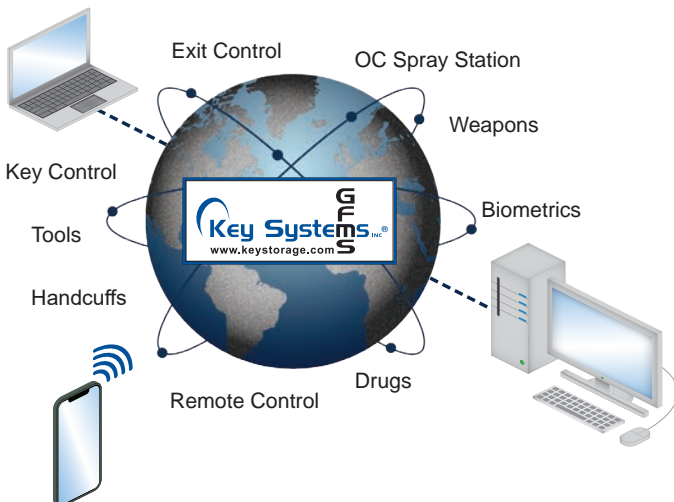 Exit Control
OC Spray Station
Weapons
Key Control
Biometrics
Tools
Handcuffs
Drugs
Remote Control
Key Systems INC®
www.keystorage.com
GFMS